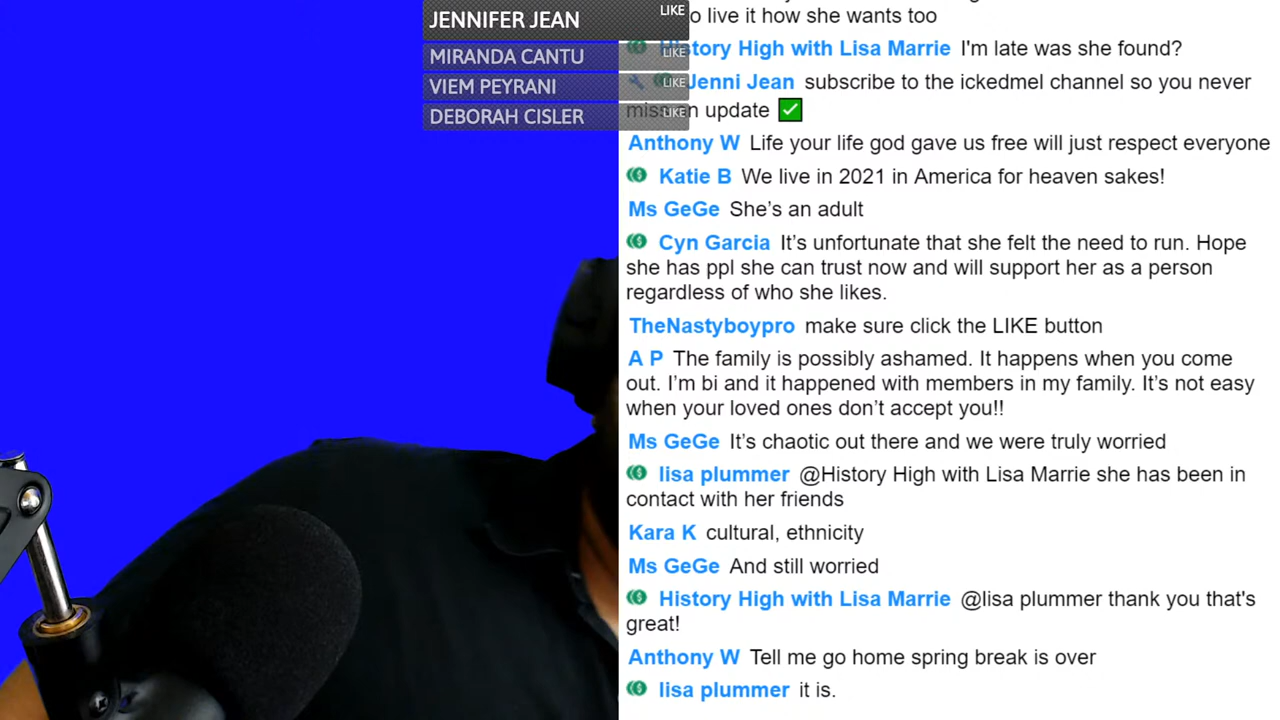 JENNIFER JEAN LIKE
MIRANDA CANTU LIKE
VIEM PEYRANI LIKE
DEBORAH CISLER LIKE
o live it how she wants too
History High with Lisa Marrie I'm late was she found?
Jenni Jean subscribe to the ickedmel channel so you never
miss an update
Anthony W Life your life god gave us free will just respect everyone
Katie B We live in 2021 in America for heaven sakes!
Ms GeGe She’s an adult
Cyn Garcia It’s unfortunate that she felt the need to run. Hope
she has ppl she can trust now and will support her as a person
regardless of who she likes.
TheNastyboypro make sure click the LIKE button
A P The family is possibly ashamed. It happens when you come
out. I’m bi and it happened with members in my family. It’s not easy
when your loved ones don’t accept you!!
Ms GeGe It’s chaotic out there and we were truly worried
lisa plummer @History High with Lisa Marrie she has been in
contact with her friends
Kara K cultural, ethnicity
Ms GeGe And still worried
History High with Lisa Marrie @lisa plummer thank you that's
great!
Anthony W Tell me go home spring break is over
lisa plummer it is.